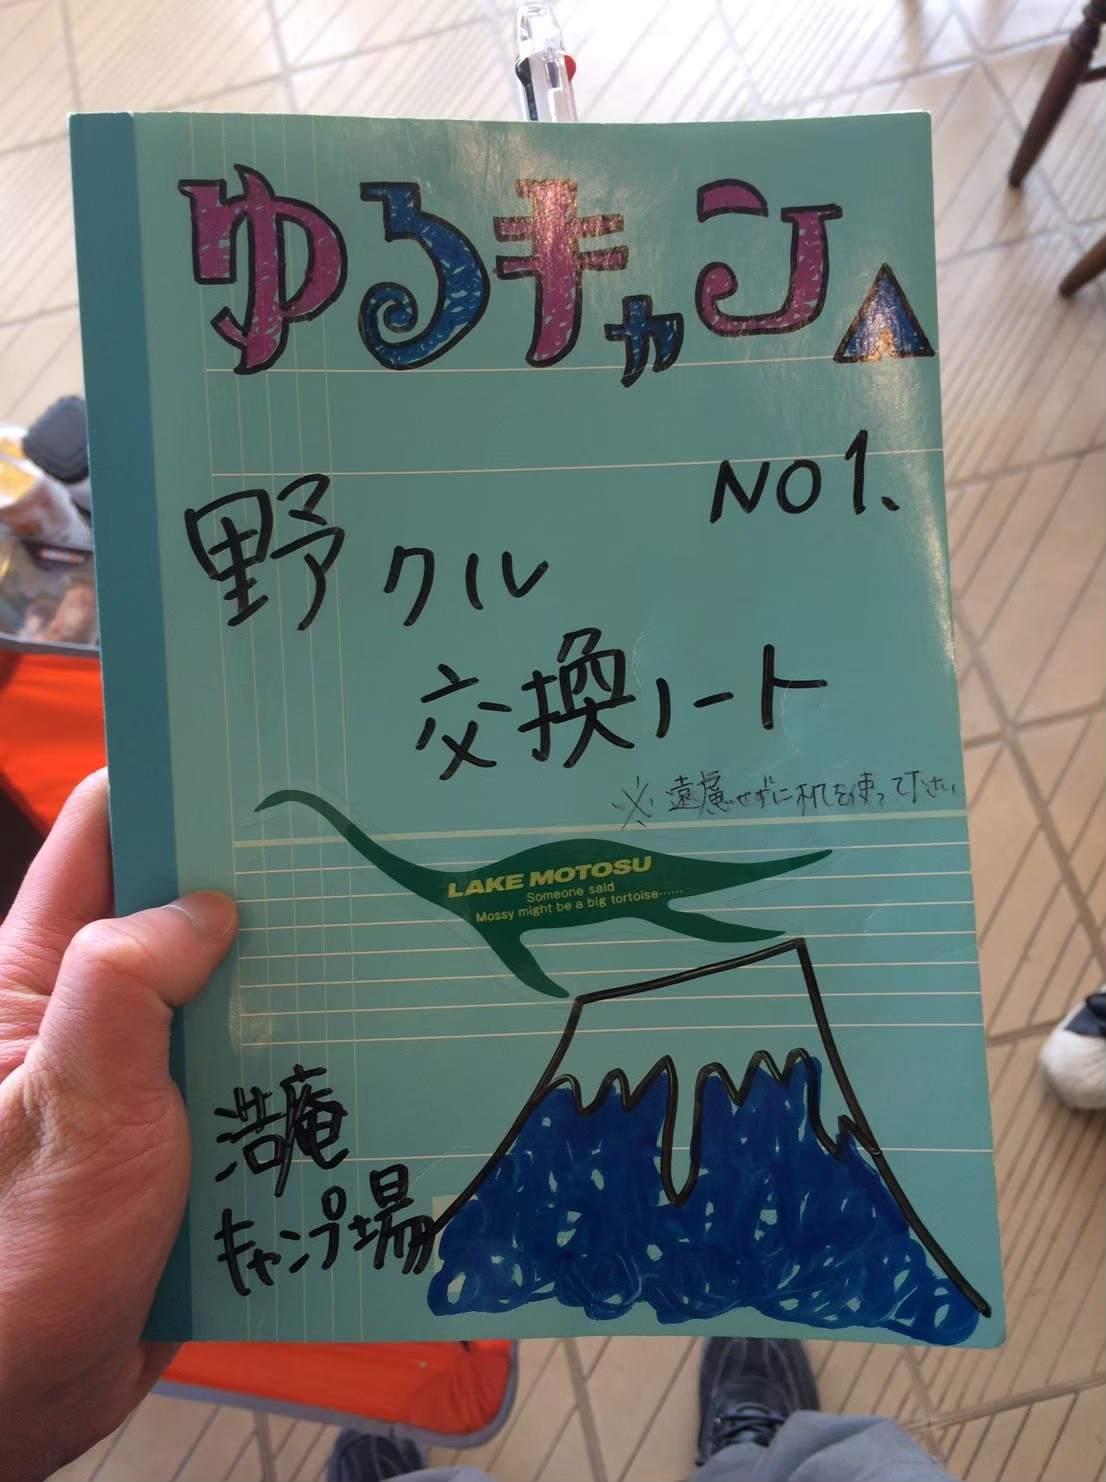 ゆるキャン
NO1.
野クル
交換ノート
※遠慮せずに机を使って下さい
LAKE MOTOSU
Someone said
Mossy might be a big tortoise......
浩庵
キャンプ場